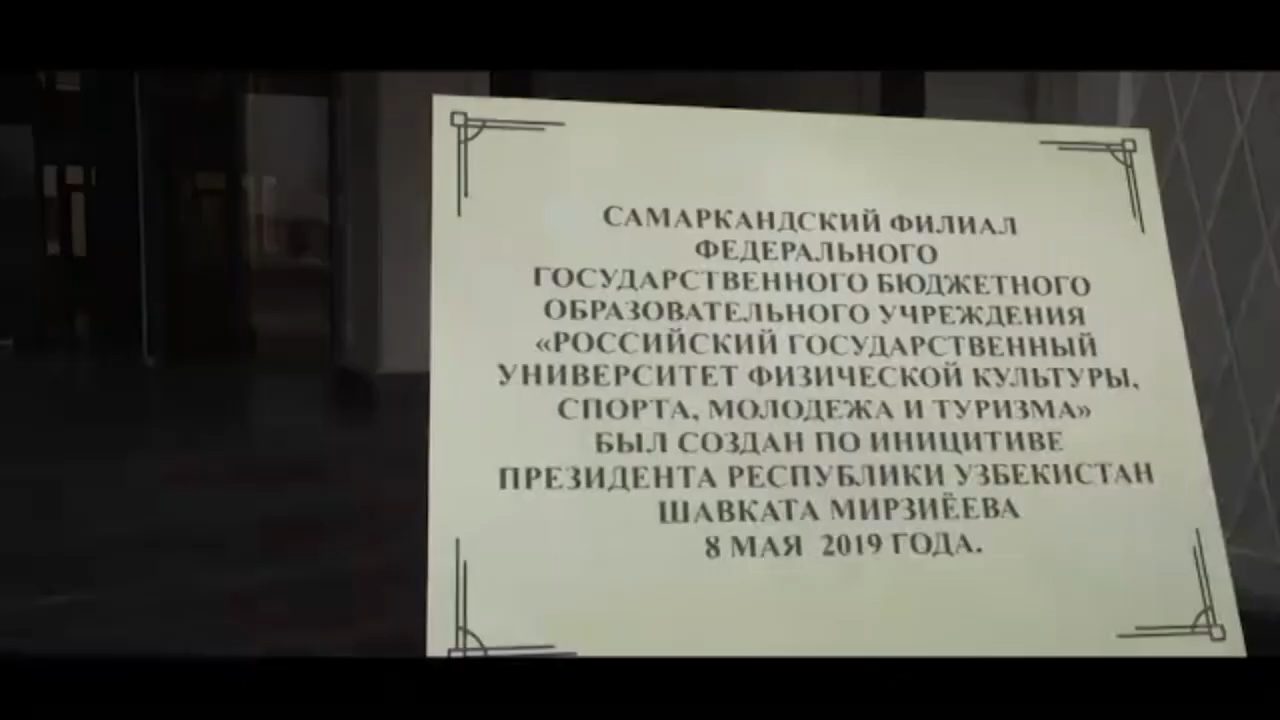 САМАРКАНДСКИЙ ФИЛИАЛ
ФЕДЕРАЛЬНОГО
ГОСУДАРСТВЕННОГО БЮДЖЕТНОГО
ОБРАЗОВАТЕЛЬНОГО УЧРЕЖДЕНИЯ
«РОССИЙСКИЙ ГОСУДАРСТВЕННЫЙ
УНИВЕРСИТЕТ ФИЗИЧЕСКОЙ КУЛЬТУРЫ,
СПОРТА, МОЛОДЕЖА И ТУРИЗМА»
БЫЛ СОЗДАН ПО ИНИЦИТИВЕ
ПРЕЗИДЕНТА РЕСПУБЛИКИ УЗБЕКИСТАН
ШАВКАТА МИРЗИЁЕВА
8 МАЯ 2019 ГОДА.